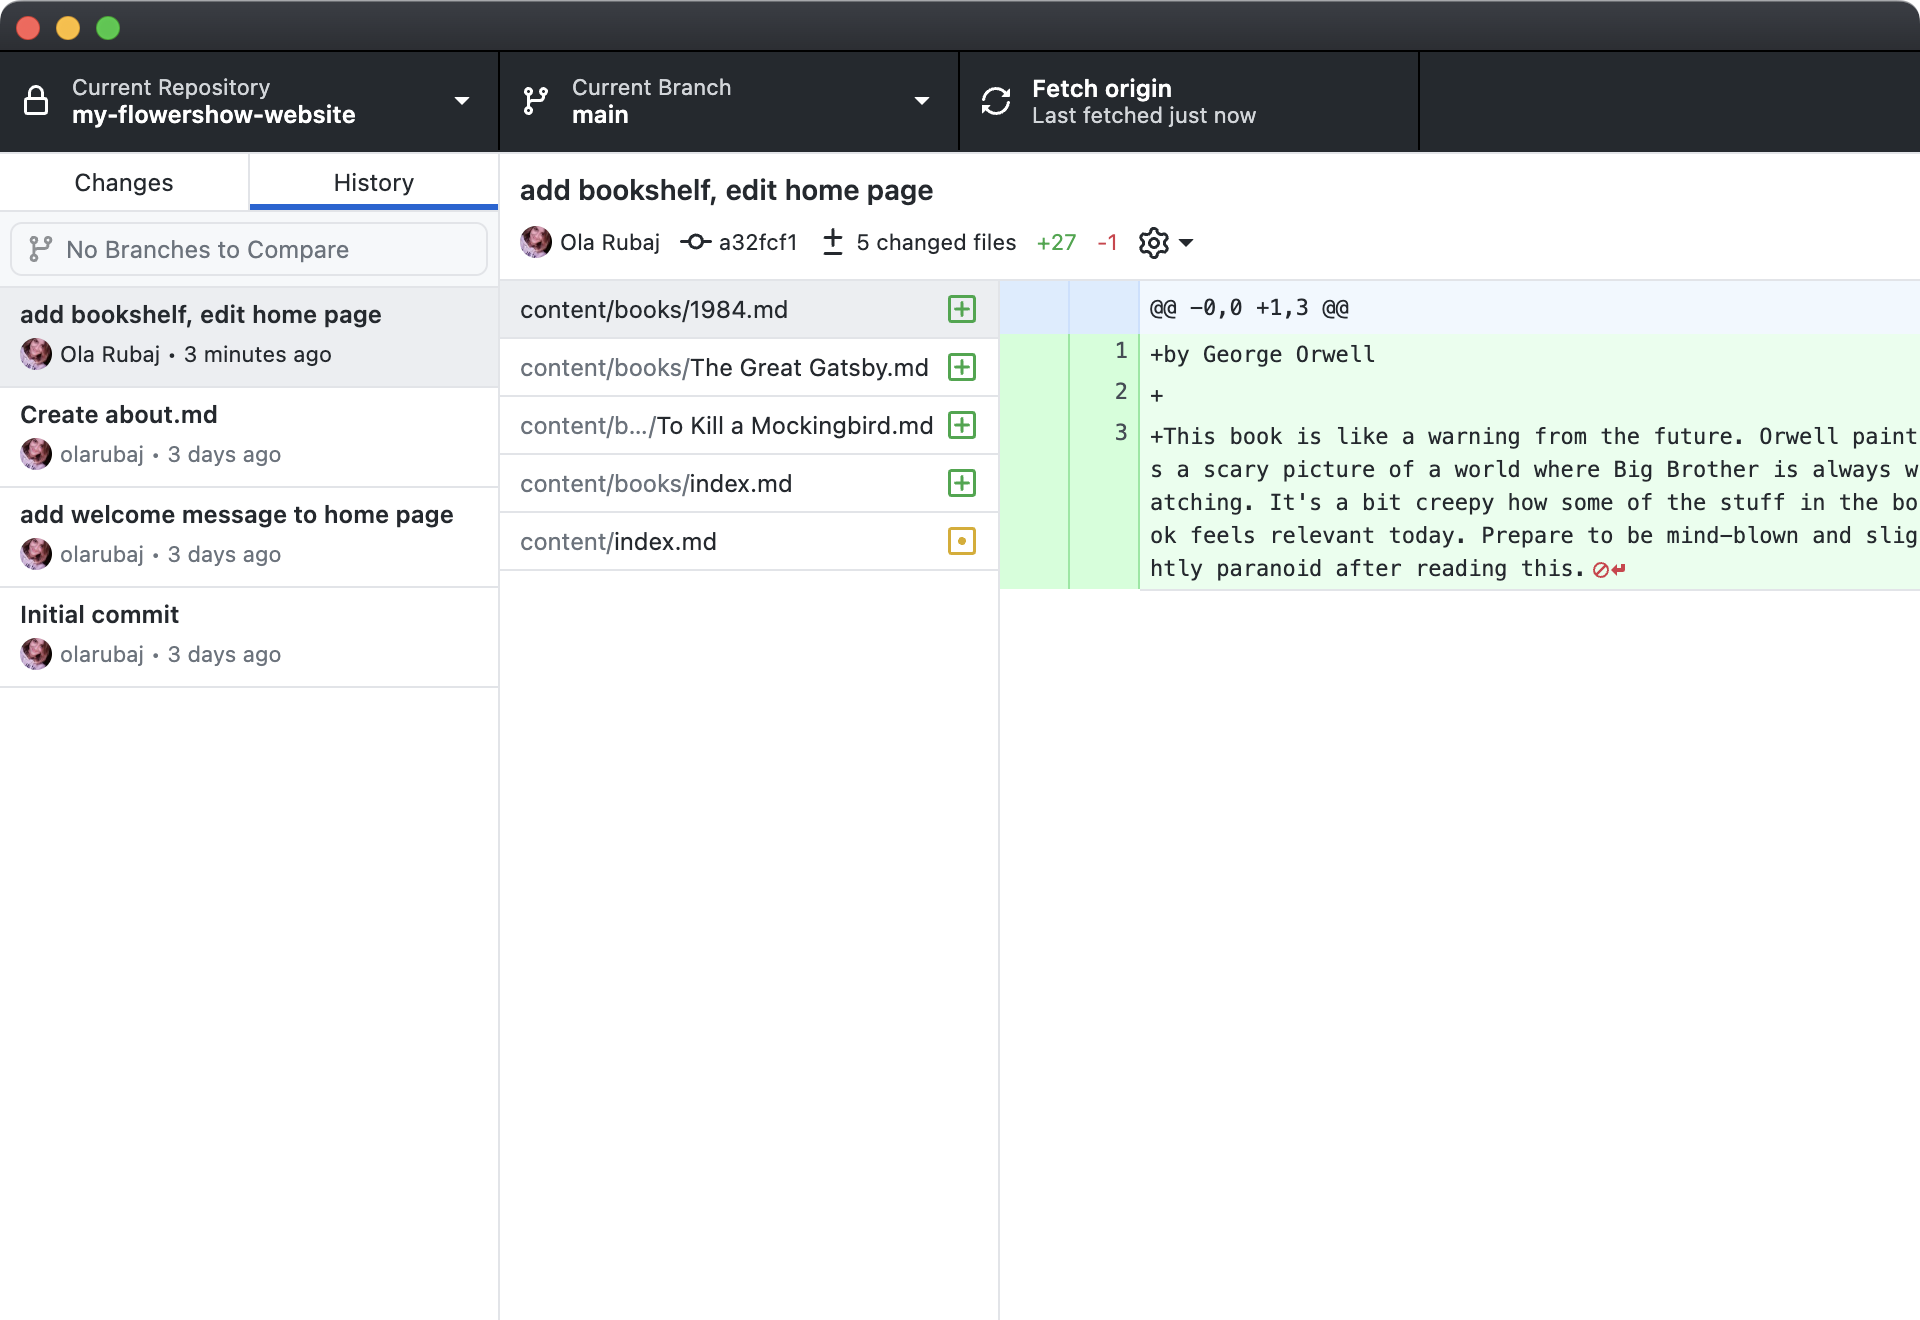 Current Repository
my-flowershow-website
Current Branch
main
Fetch origin
Last fetched just now
Changes
History
No Branches to Compare
add bookshelf, edit home page
Ola Rubaj • 3 minutes ago
Create about.md
olarubaj • 3 days ago
add welcome message to home page
olarubaj • 3 days ago
Initial commit
olarubaj • 3 days ago
add bookshelf, edit home page
Ola Rubaj a32fcf1 5 changed files +27 -1
content/books/1984.md
content/books/The Great Gatsby.md
content/b.../To Kill a Mockingbird.md
content/books/index.md
content/index.md
@@ -0,0 +1,3 @@
1 +by George Orwell
2 +
3 +This book is like a warning from the future. Orwell paint
s a scary picture of a world where Big Brother is always w
atching. It's a bit creepy how some of the stuff in the bo
ok feels relevant today. Prepare to be mind-blown and slig
htly paranoid after reading this.